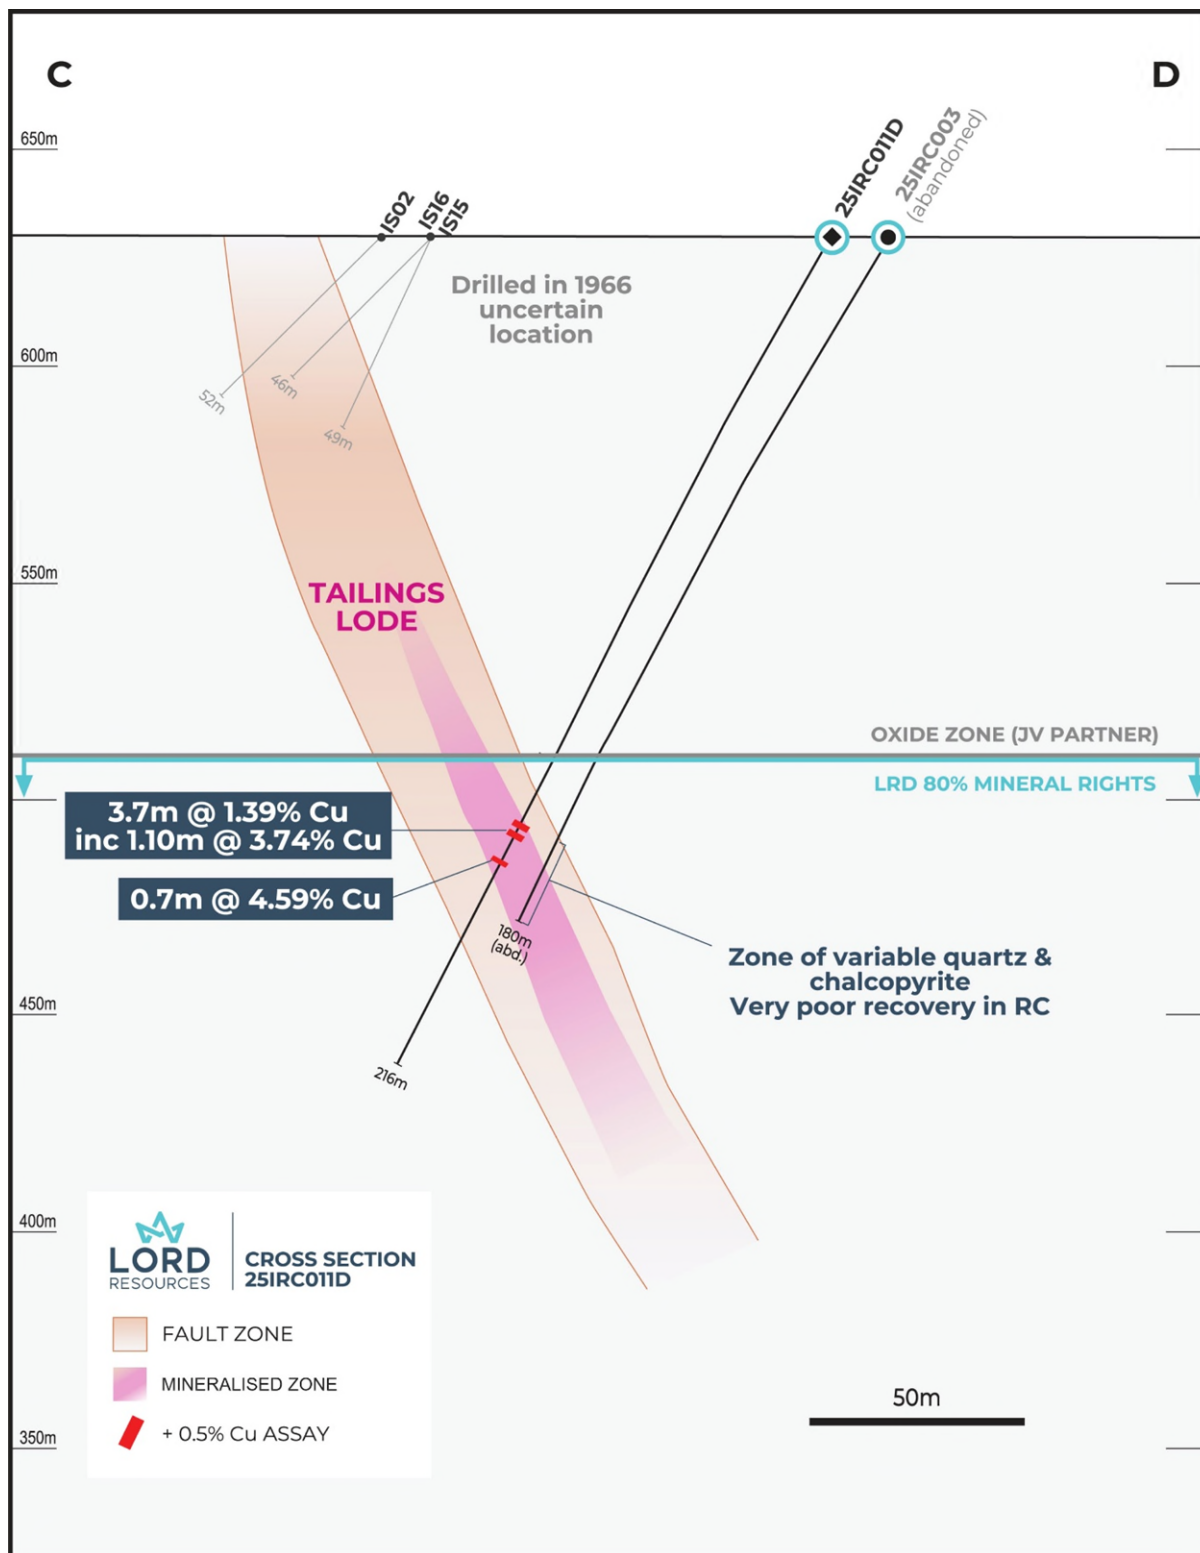 C
D
650m
IS02
IS16
IS15
25IRC011D
25IRC003
(abandoned)
Drilled in 1966
uncertain
location
600m
52m
46m
49m
550m
TAILINGS
LODE
OXIDE ZONE (JV PARTNER)
LRD 80% MINERAL RIGHTS
3.7m @ 1.39% Cu
inc 1.10m @ 3.74% Cu
0.7m @ 4.59% Cu
180m
(abd.)
Zone of variable quartz &
chalcopyrite
Very poor recovery in RC
450m
216m
400m
LORD
RESOURCES
CROSS SECTION
25IRC011D
FAULT ZONE
MINERALISED ZONE
+ 0.5% Cu ASSAY
50m
350m